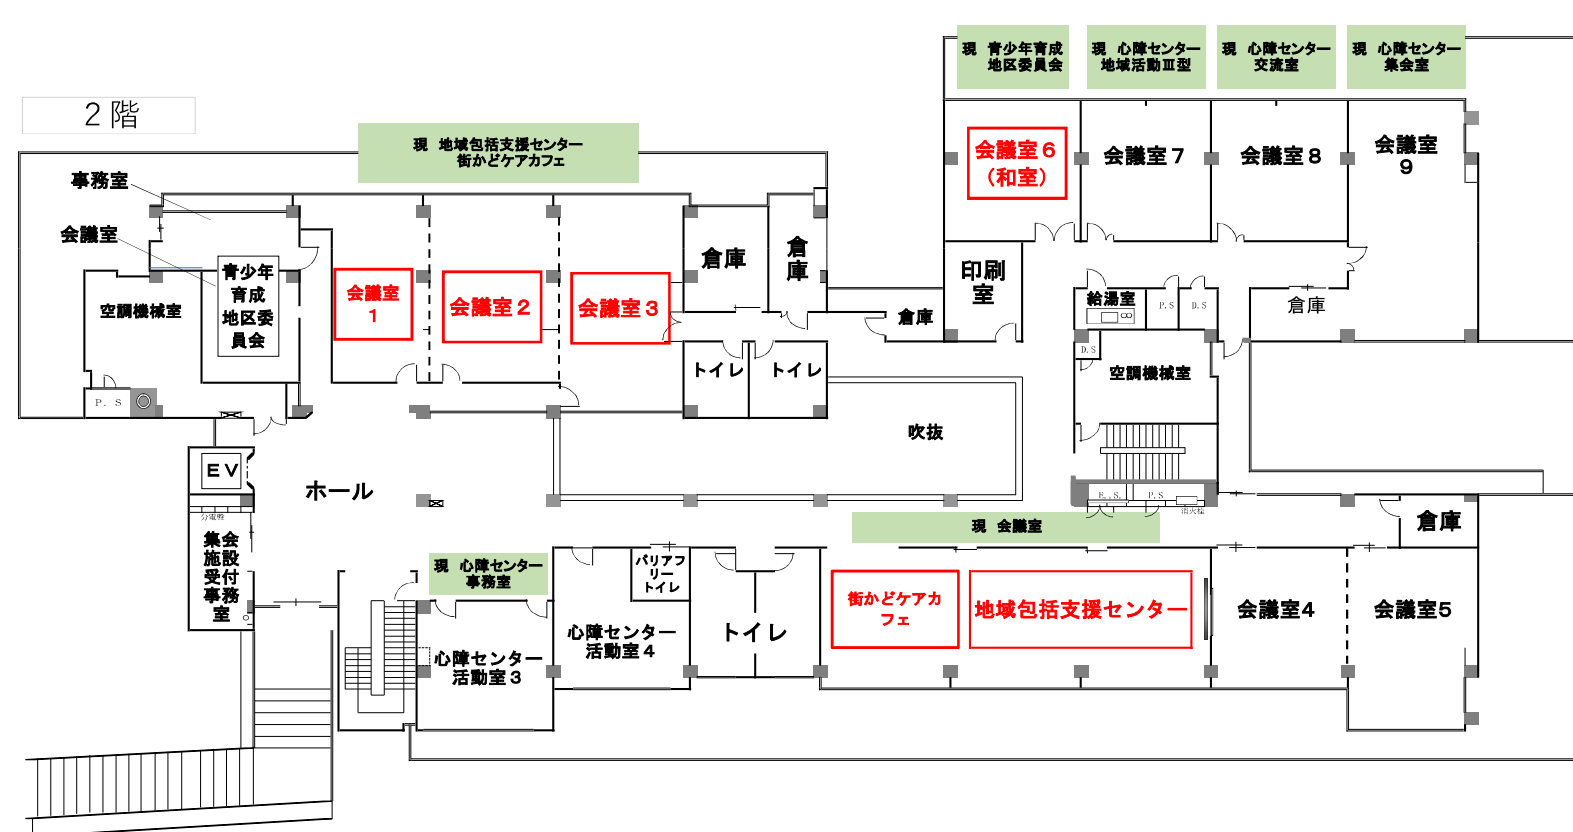 ２階
現　青少年育成
地区委員会
現　心障センター
地域活動Ⅲ型
現　心障センター
交流室
現　心障センター
集会室
現　地域包括支援センター
街かどケアカフェ
事務室
会議室
青少年
育成
地区委
員会
空調機械室
P．S
会議室
１
会議室２
会議室３
倉庫
倉
庫
倉庫
トイレ
トイレ
会議室６
（和室）
会議室７
会議室８
会議室
９
印刷
室
給湯室
P.S
D.S
倉庫
D.S
空調機械室
吹抜
EV
ホール
分電盤
集会
施設
受付
事務
室
E.S.
P.S
消火栓
現　会議室
倉庫
現　心障センター
事務室
バリアフ
リー
トイレ
心障センター
活動室３
心障センター
活動室４
トイレ
街かどケアカ
フェ
地域包括支援センター
会議室4
会議室5